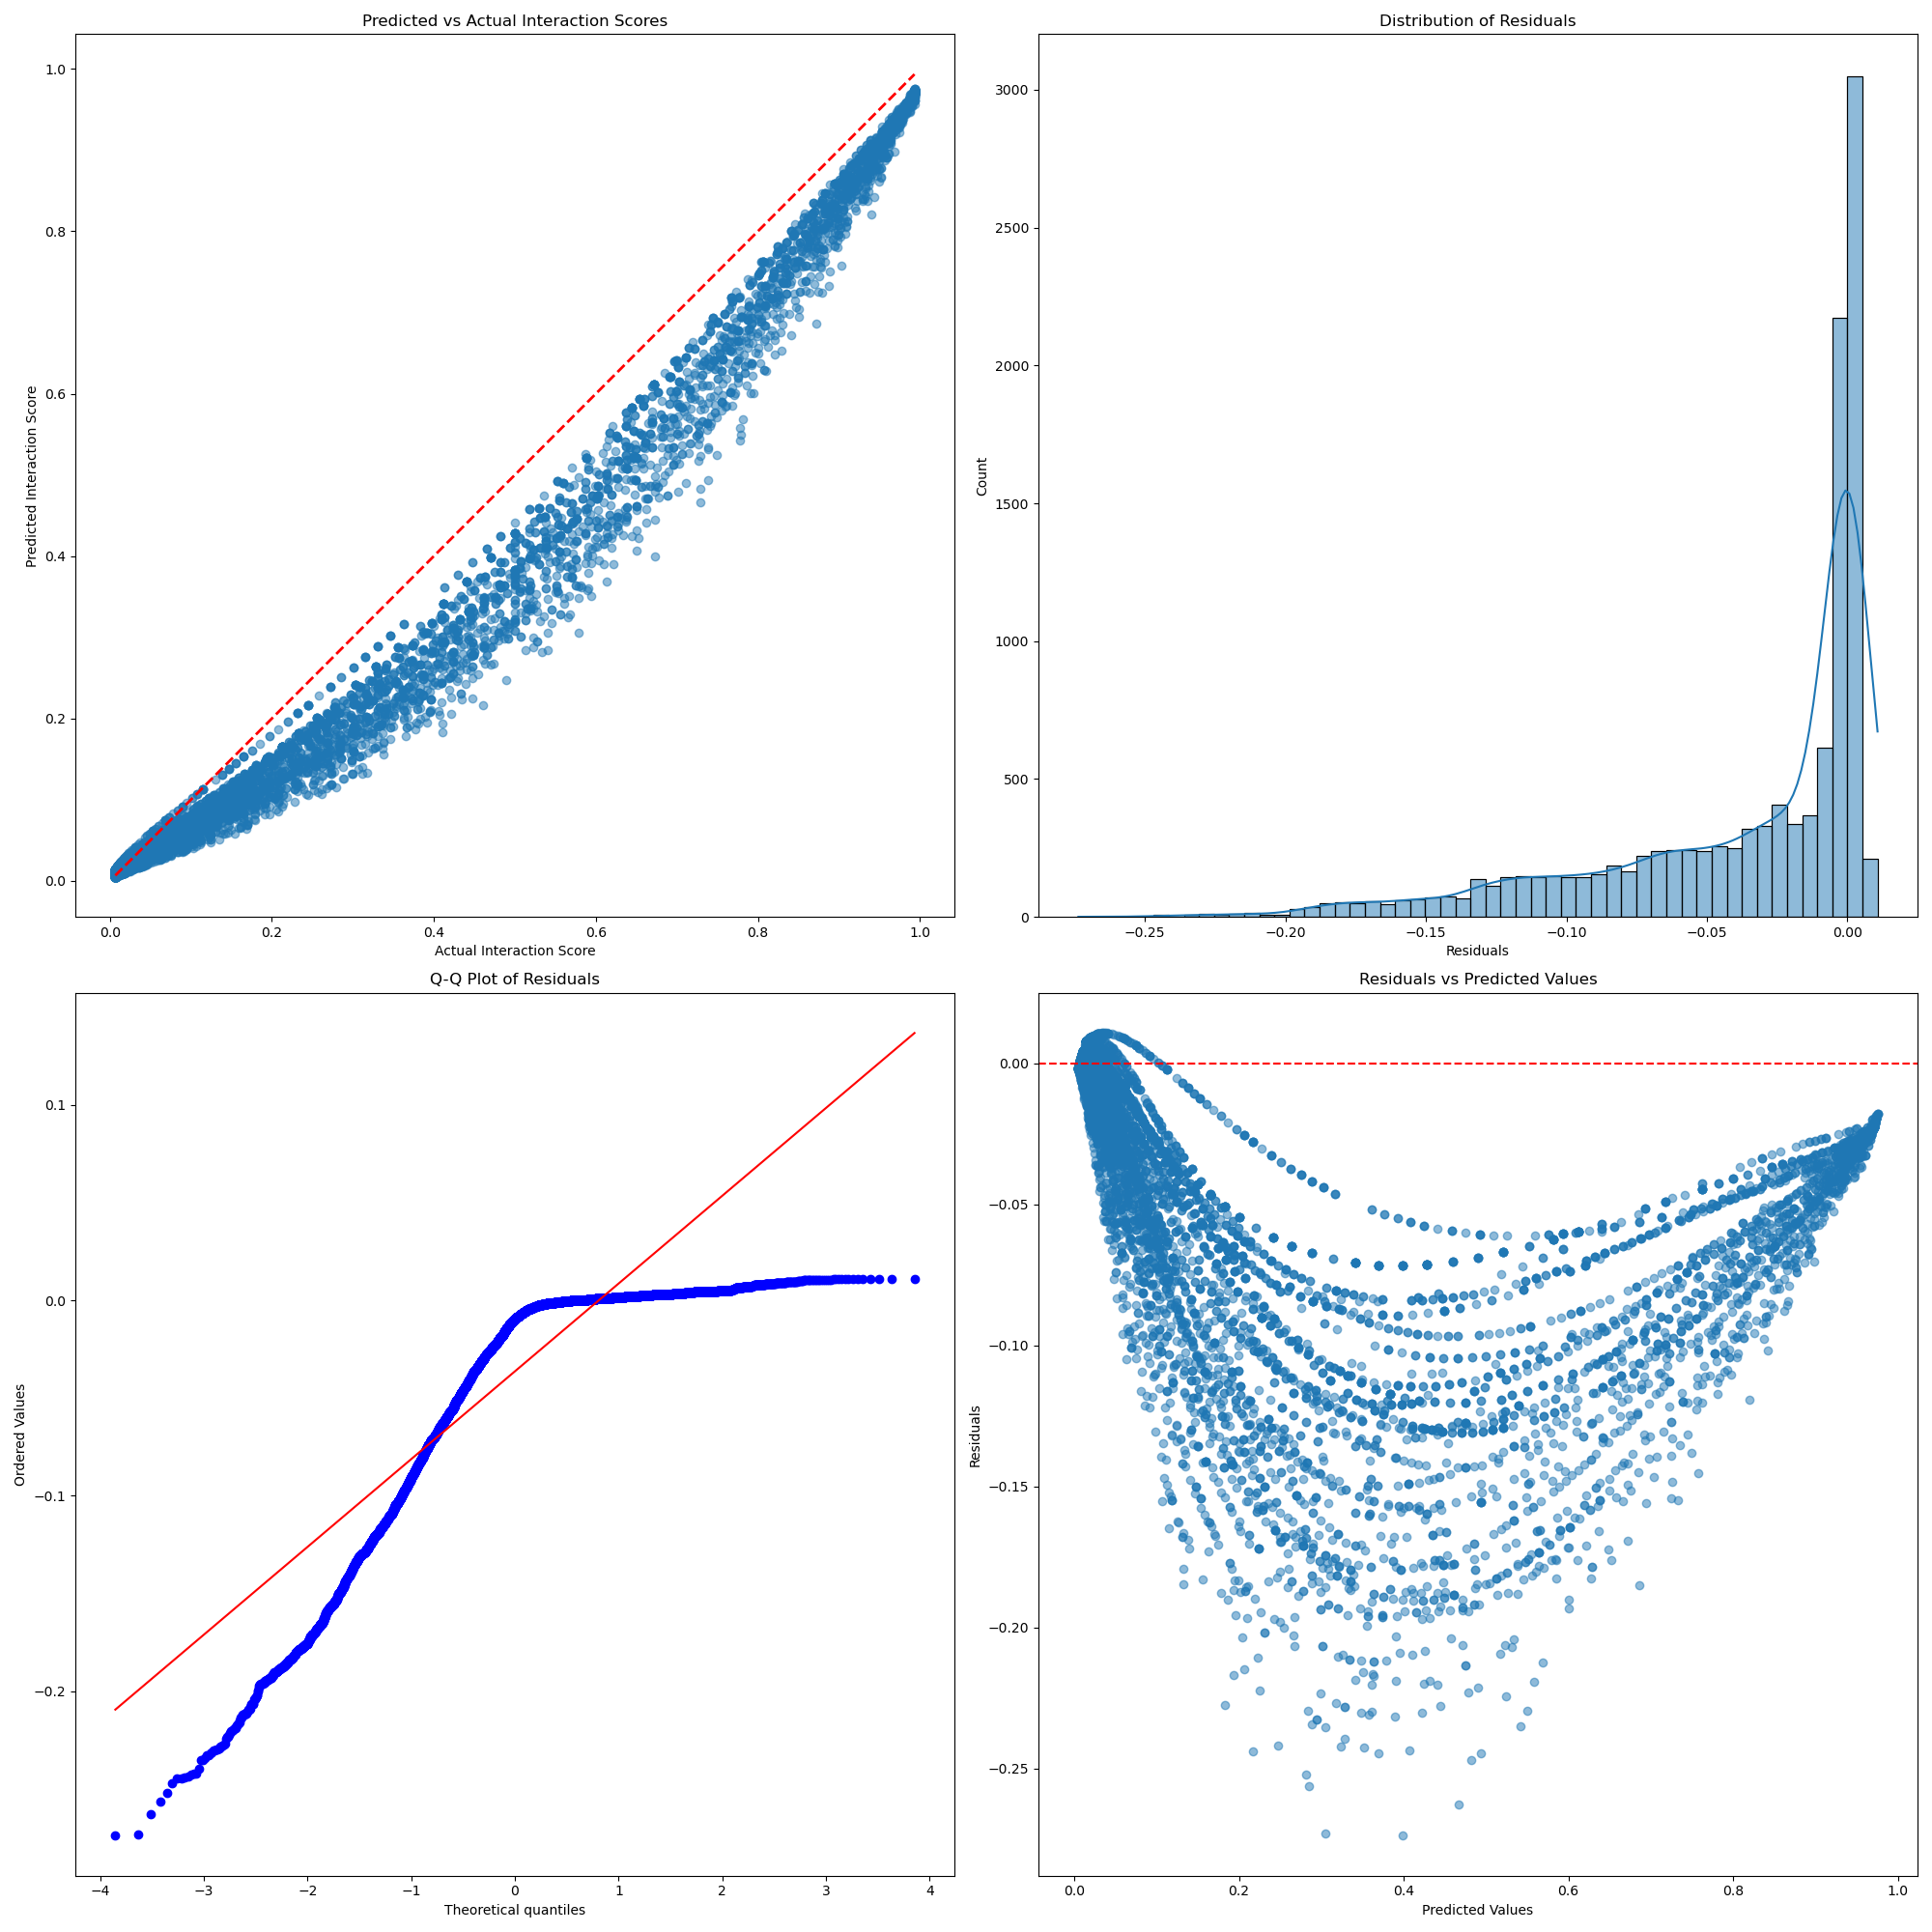 Predicted vs Actual Interaction Scores
1.0
0.8
0.6
0.4
0.2
0.0
Predicted Interaction Score
0.0 0.2 0.4 0.6 0.8 1.0
Actual Interaction Score
Distribution of Residuals
3000
2500
2000
1500
1000
500
0
Count
−0.25 −0.20 −0.15 −0.10 −0.05 0.00
Residuals
Q-Q Plot of Residuals
0.1
0.0
−0.1
−0.2
Ordered Values
−4 −3 −2 −1 0 1 2 3 4
Theoretical quantiles
Residuals vs Predicted Values
0.00
−0.05
−0.10
−0.15
−0.20
−0.25
Residuals
0.0 0.2 0.4 0.6 0.8 1.0
Predicted Values